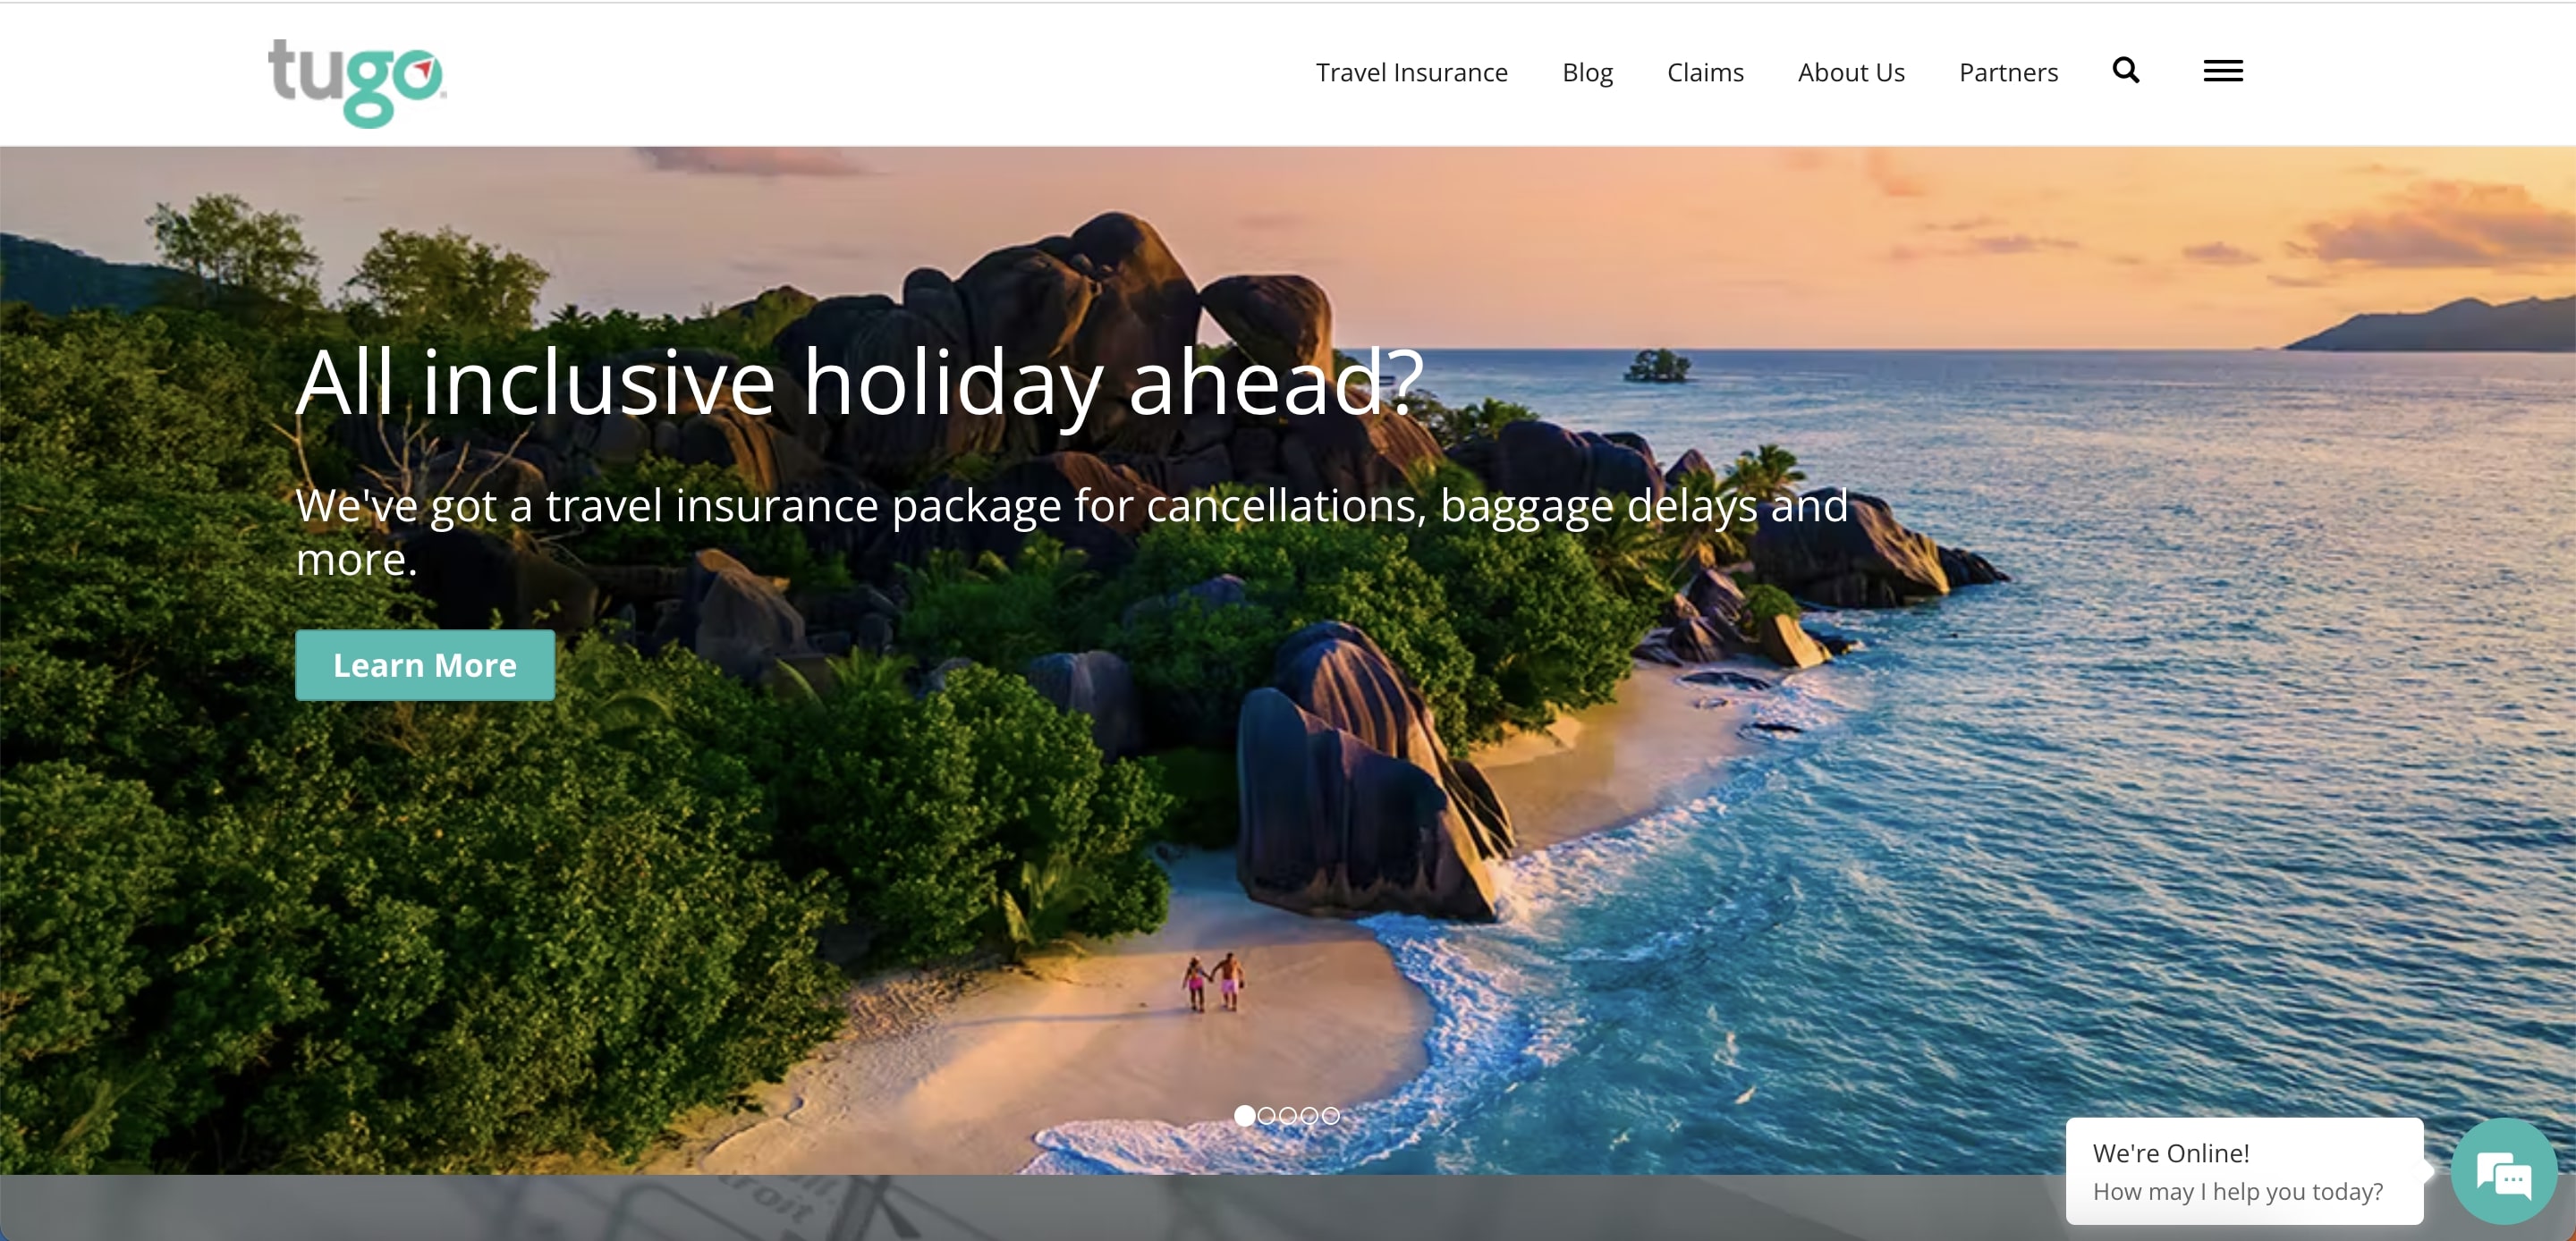 tugo
Travel Insurance
Blog
Claims
About Us
Partners
All inclusive holiday ahead?
We've got a travel insurance package for cancellations, baggage delays and
more.
Learn More
We're Online!
How may I help you today?